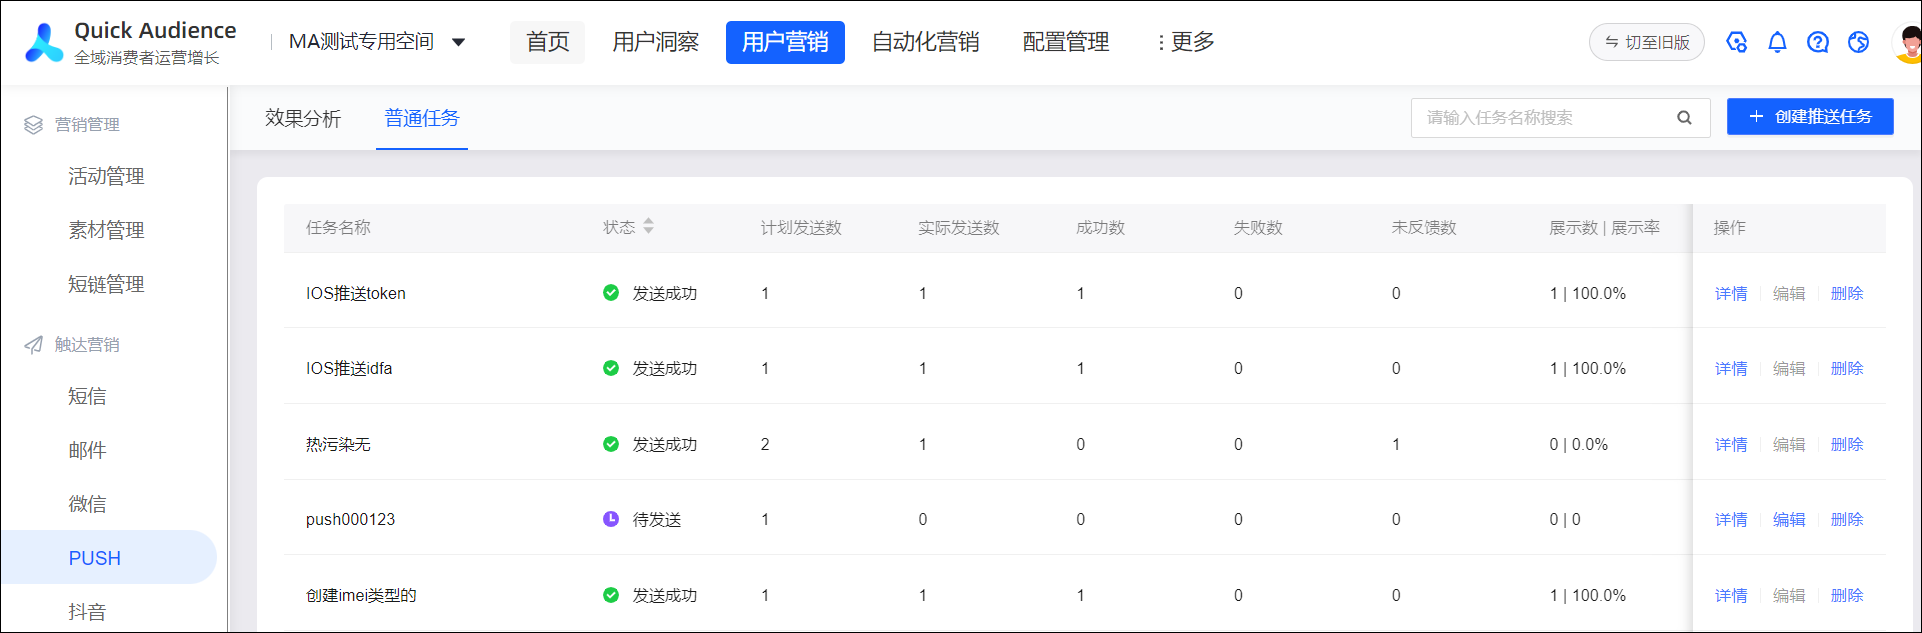 Quick Audience
全域消费者运营增长
MA测试专用空间
首页 用户洞察 用户营销 自动化营销 配置管理 更多
切至旧版
营销管理
活动管理
素材管理
短链管理
触达营销
短信
邮件
微信
PUSH
抖音
效果分析 普通任务
请输入任务名称搜索
创建推送任务
任务名称 状态 计划发送数 实际发送数 成功数 失败数 未反馈数 展示数 | 展示率 操作
IOS推送token 发送成功 1 1 1 0 0 1 | 100.0% 详情 编辑 删除
IOS推送idfa 发送成功 1 1 1 0 0 1 | 100.0% 详情 编辑 删除
热污染无 发送成功 2 1 0 0 1 0 | 0.0% 详情 编辑 删除
push000123 待发送 1 0 0 0 0 0 | 0 详情 编辑 删除
创建imei类型的 发送成功 1 1 1 0 0 1 | 100.0% 详情 编辑 删除